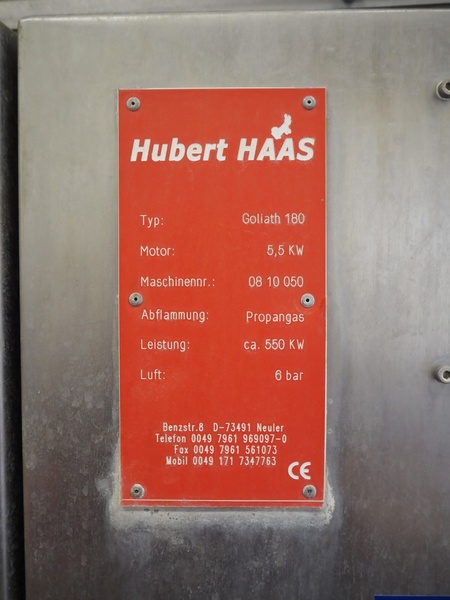 Hubert HAAS
Typ: Goliath 180
Motor: 5,5 KW
Maschinennr.: 08 10 050
Abflammung: Propangas
Leistung: ca. 550 KW
Luft: 6 bar
Benzstr.8 D-73491 Neuler
Telefon 0049 7961 969097-0
Fax 0049 7961 561073
Mobil 0049 171 7347763
CE